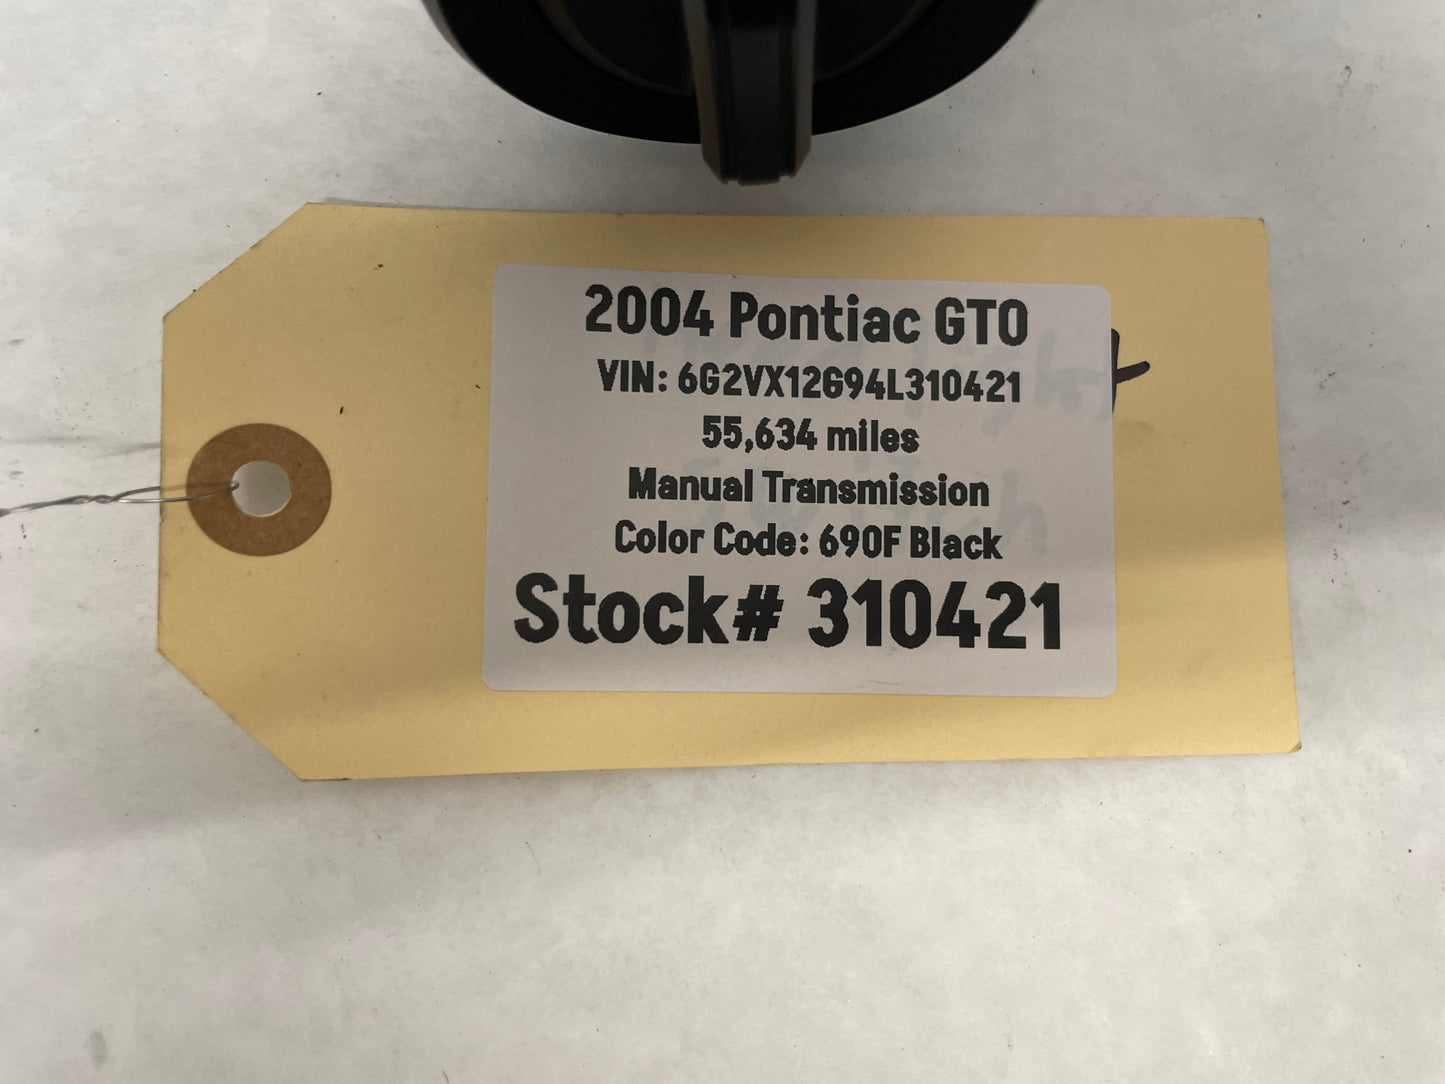 2004 Pontiac GTO
VIN: 6G2VX12G94L310421
55,634 miles
Manual Transmission
Color Code: 690F Black
Stock# 310421